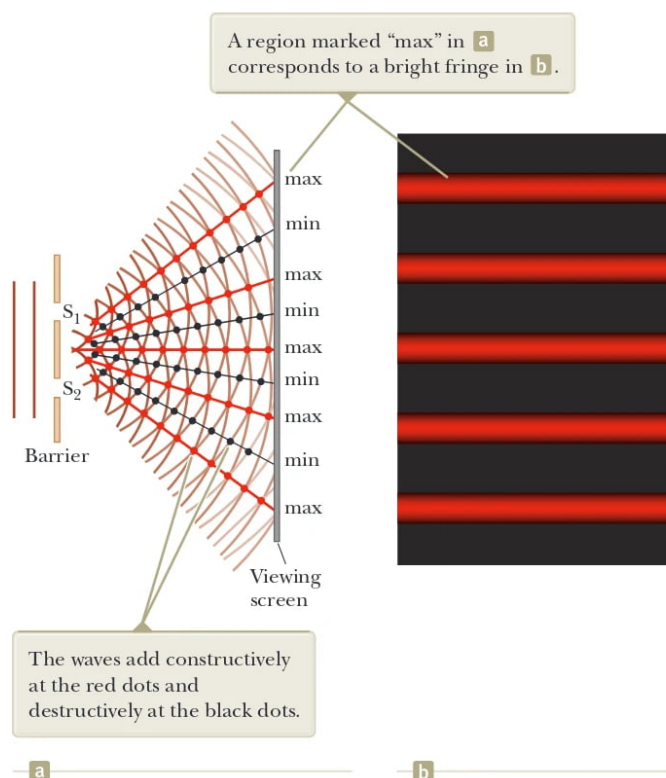 A region marked “max” in a
corresponds to a bright fringe in b.
max
min
max
S1
min
max
S2
min
max
Barrier
min
max
Viewing
screen
The waves add constructively
at the red dots and
destructively at the black dots.
a
b